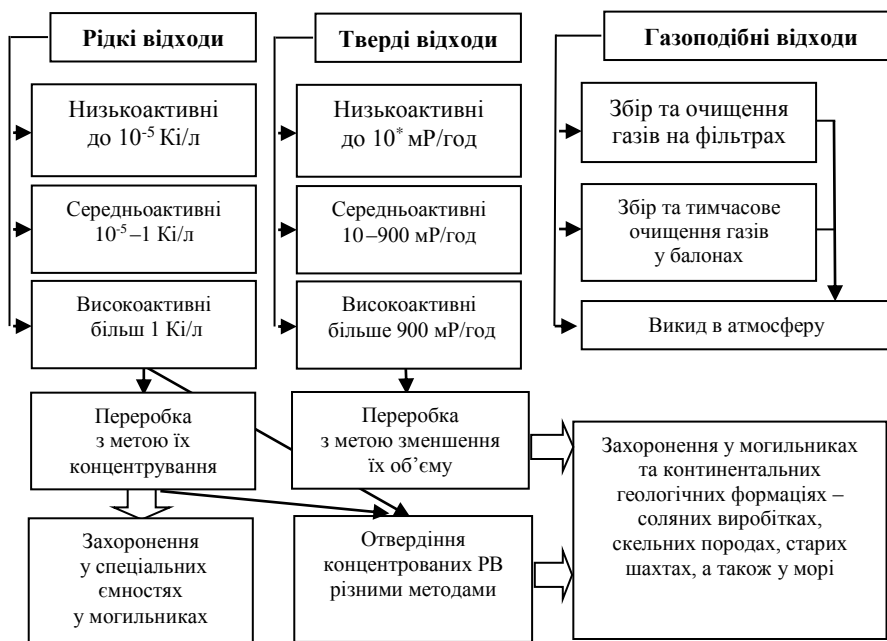 Рідкі відходи
Тверді відходи
Газоподібні відходи
Низькоактивні
до 10⁻⁵ Кі/л
Низькоактивні
до 10* мР/год
Збір та очищення
газів на фільтрах
Середньоактивні
10⁻⁵ –1 Кі/л
Середньоактивні
10–900 мР/год
Збір та тимчасове
очищення газів
у балонах
Високоактивні
більш 1 Кі/л
Високоактивні
більше 900 мР/год
Викид в атмосферу
Переробка
з метою їх
концентрування
Переробка
з метою зменшення
їх об’єму
Захоронення у могильниках
та континентальних
геологічних формаціях –
соляних виробітках,
скельних породах, старих
шахтах, а також у морі
Захоронення
у спеціальних
ємностях
у могильниках
Отвердіння
концентрованих РВ
різними методами